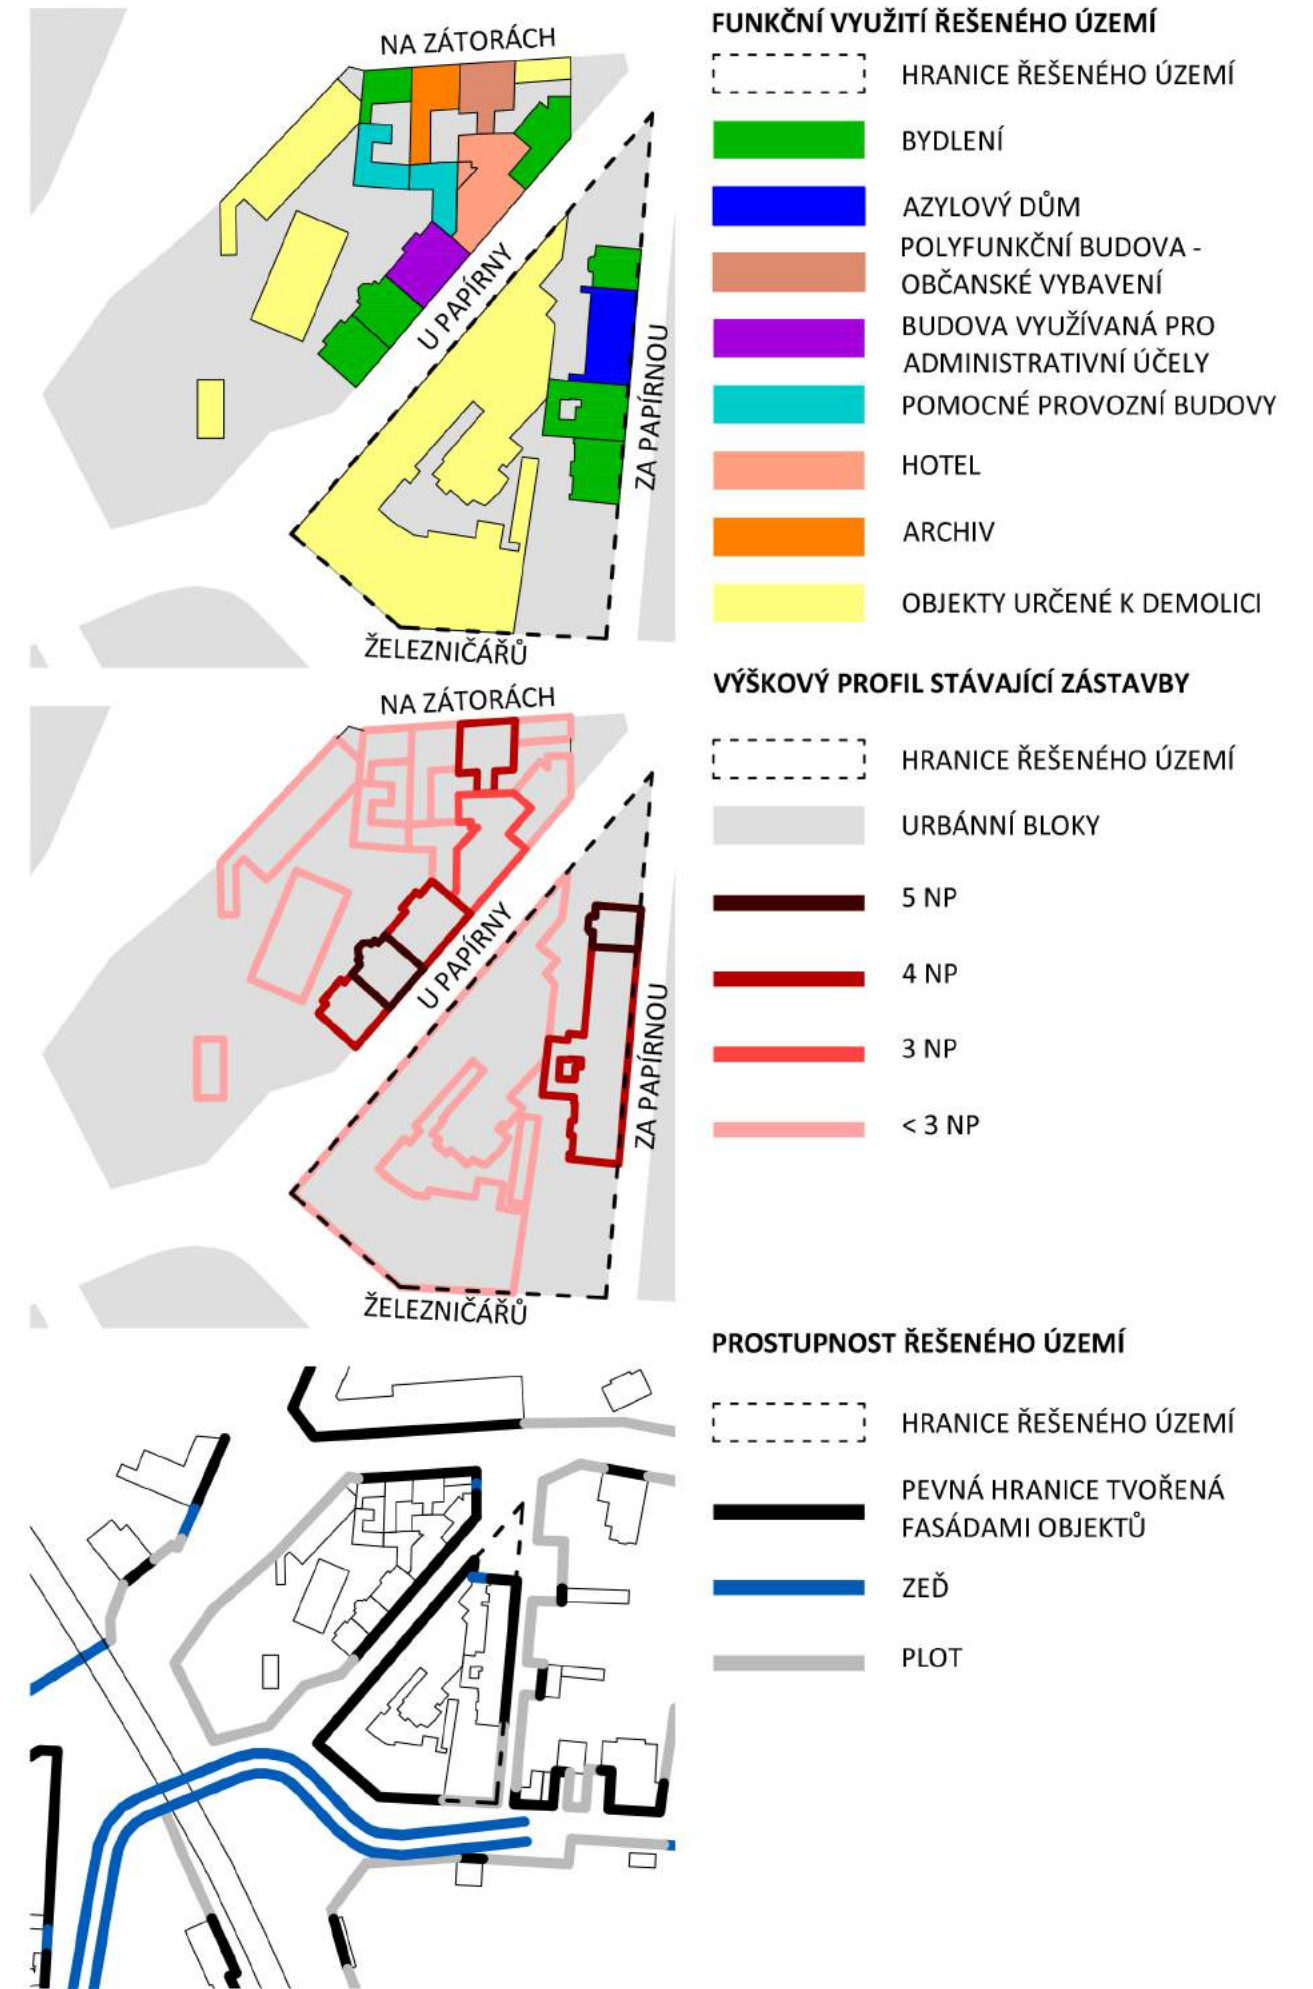 NA ZÁTORÁCH
U PAPÍRNY
ZA PAPÍRNOU
ŽELEZNIČÁŘŮ
FUNKČNÍ VYUŽITÍ ŘEŠENÉHO ÚZEMÍ
HRANICE ŘEŠENÉHO ÚZEMÍ
BYDLENÍ
AZYLOVÝ DŮM
POLYFUNKČNÍ BUDOVA -
OBČANSKÉ VYBAVENÍ
BUDOVA VYUŽÍVANÁ PRO
ADMINISTRATIVNÍ ÚČELY
POMOCNÉ PROVOZNÍ BUDOVY
HOTEL
ARCHIV
OBJEKTY URČENÉ K DEMOLICI
NA ZÁTORÁCH
U PAPÍRNY
ZA PAPÍRNOU
ŽELEZNIČÁŘŮ
VÝŠKOVÝ PROFIL STÁVAJÍCÍ ZÁSTAVBY
HRANICE ŘEŠENÉHO ÚZEMÍ
URBÁNNÍ BLOKY
5 NP
4 NP
3 NP
< 3 NP
PROSTUPNOST ŘEŠENÉHO ÚZEMÍ
HRANICE ŘEŠENÉHO ÚZEMÍ
PEVNÁ HRANICE TVOŘENÁ
FASÁDAMI OBJEKTŮ
ZEĎ
PLOT